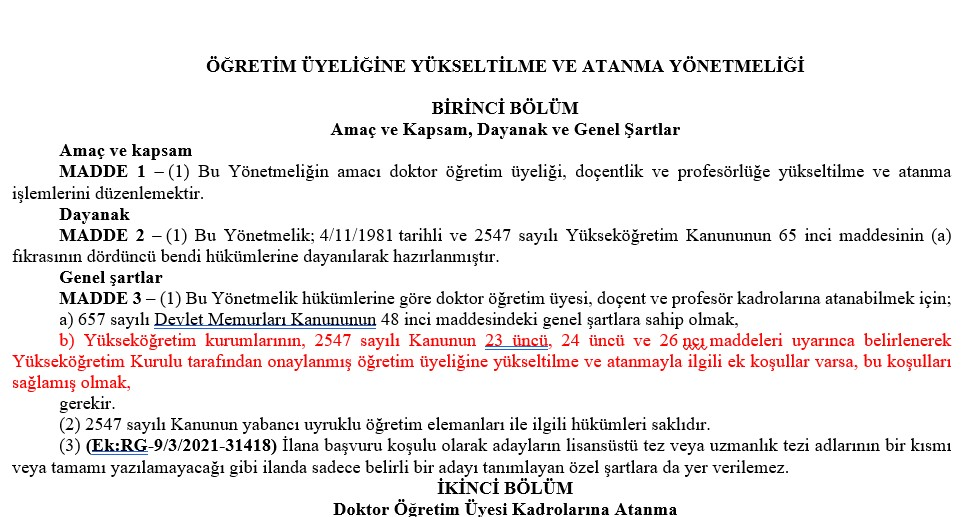 ÖĞRETİM ÜYELİĞİNE YÜKSELTİLME VE ATANMA YÖNETMELİĞİ
BİRİNCİ BÖLÜM
Amaç ve Kapsam, Dayanak ve Genel Şartlar
Amaç ve kapsam
MADDE 1 – (1) Bu Yönetmeliğin amacı doktor öğretim üyeliği, doçentlik ve profesörlüğe yükseltilme ve atanma
işlemlerini düzenlemektir.
Dayanak
MADDE 2 – (1) Bu Yönetmelik; 4/11/1981 tarihli ve 2547 sayılı Yükseköğretim Kanununun 65 inci maddesinin (a)
fıkrasının dördüncü bendi hükümlerine dayanılarak hazırlanmıştır.
Genel şartlar
MADDE 3 – (1) Bu Yönetmelik hükümlerine göre doktor öğretim üyesi, doçent ve profesör kadrolarına atanabilmek için;
a) 657 sayılı Devlet Memurları Kanununun 48 inci maddesindeki genel şartlara sahip olmak,
b) Yükseköğretim kurumlarının, 2547 sayılı Kanunun 23 üncü, 24 üncü ve 26 ncı maddeleri uyarınca belirlenerek
Yükseköğretim Kurulu tarafından onaylanmış öğretim üyeliğine yükseltilme ve atanmayla ilgili ek koşullar varsa, bu koşulları
sağlamış olmak,
gerekir.
(2) 2547 sayılı Kanunun yabancı uyruklu öğretim elemanları ile ilgili hükümleri saklıdır.
(3) (Ek:RG-9/3/2021-31418) İlana başvuru koşulu olarak adayların lisansüstü tez veya uzmanlık tezi adlarının bir kısmı
veya tamamı yazılamayacağı gibi ilanda sadece belirli bir adayı tanımlayan özel şartlara da yer verilemez.
İKİNCİ BÖLÜM
Doktor Öğretim Üyesi Kadrolarına Atanma